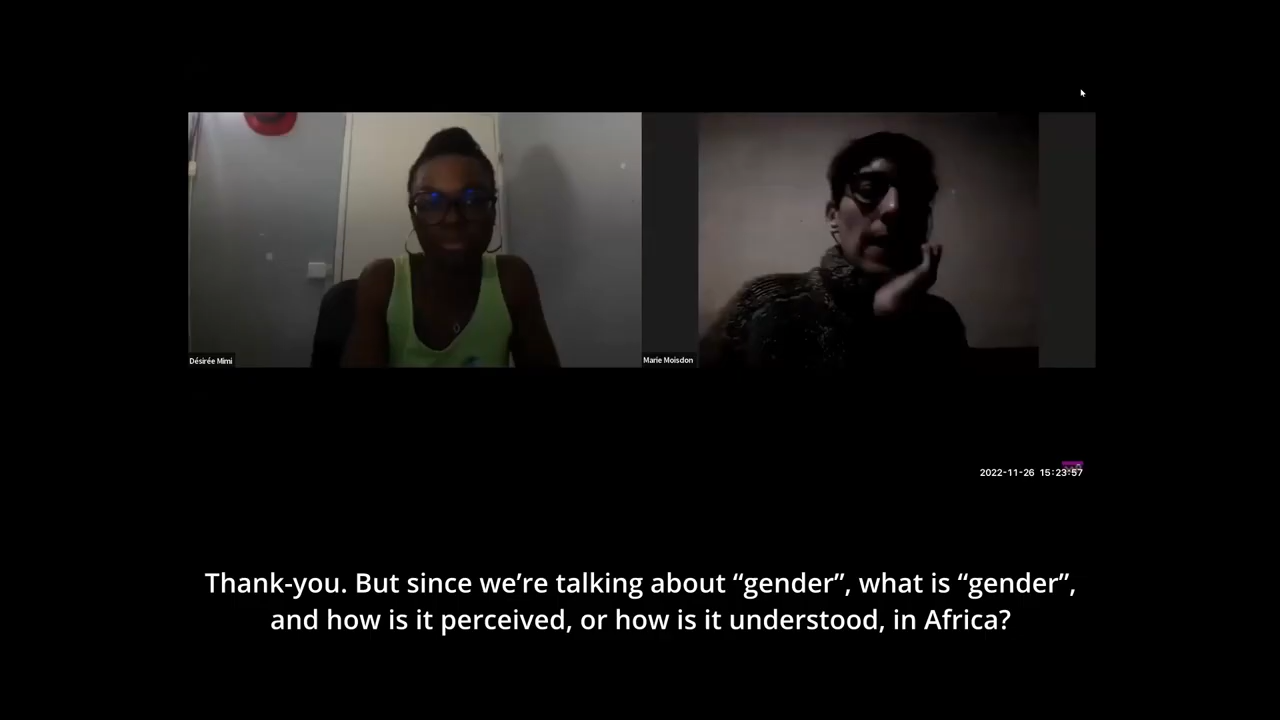 Désirée Mimi
Marie Moisdon
2022-11-26 15:23:57
Thank-you. But since we’re talking about “gender”, what is “gender”,
and how is it perceived, or how is it understood, in Africa?